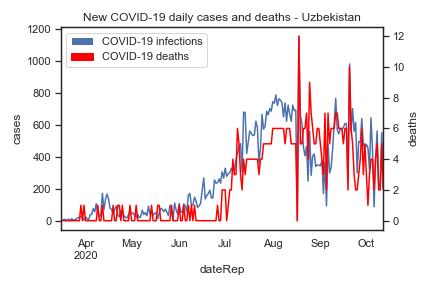 New COVID-19 daily cases and deaths - Uzbekistan
COVID-19 infections
COVID-19 deaths
1200
1000
800
600
400
200
0
cases
12
10
8
6
4
2
0
deaths
Apr May Jun Jul Aug Sep Oct
2020
dateRep